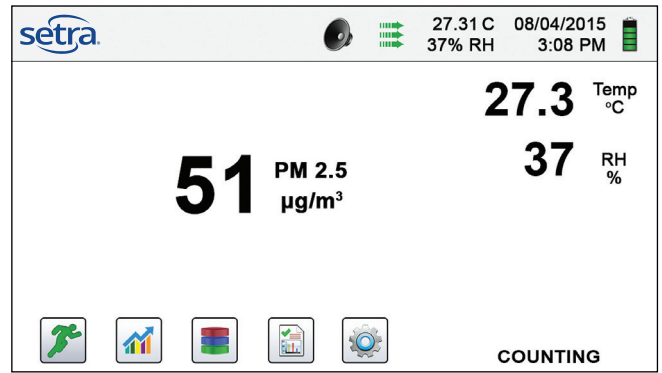 setra.
27.31 C 08/04/2015
37% RH 3:08 PM
27.3 Temp °C
51 PM 2.5 µg/m³
37 RH %
COUNTING